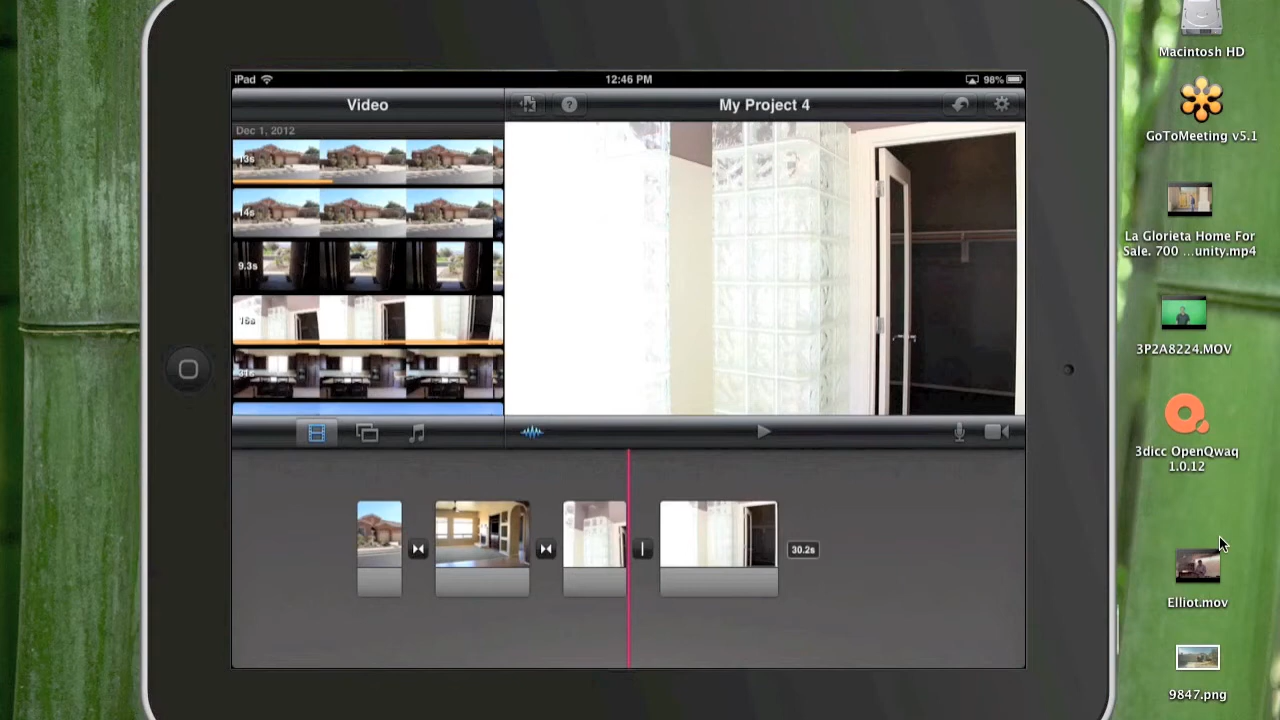 iPad
12:46 PM
98%
Video
?
My Project 4
Dec 1, 2012
13s
14s
9.3s
16s
30.2s
Macintosh HD
GoToMeeting v5.1
La Glorieta Home For
Sale. 700 ...unity.mp4
3P2A8224.MOV
3dicc OpenQwaq
1.0.12
Elliot.mov
9847.png